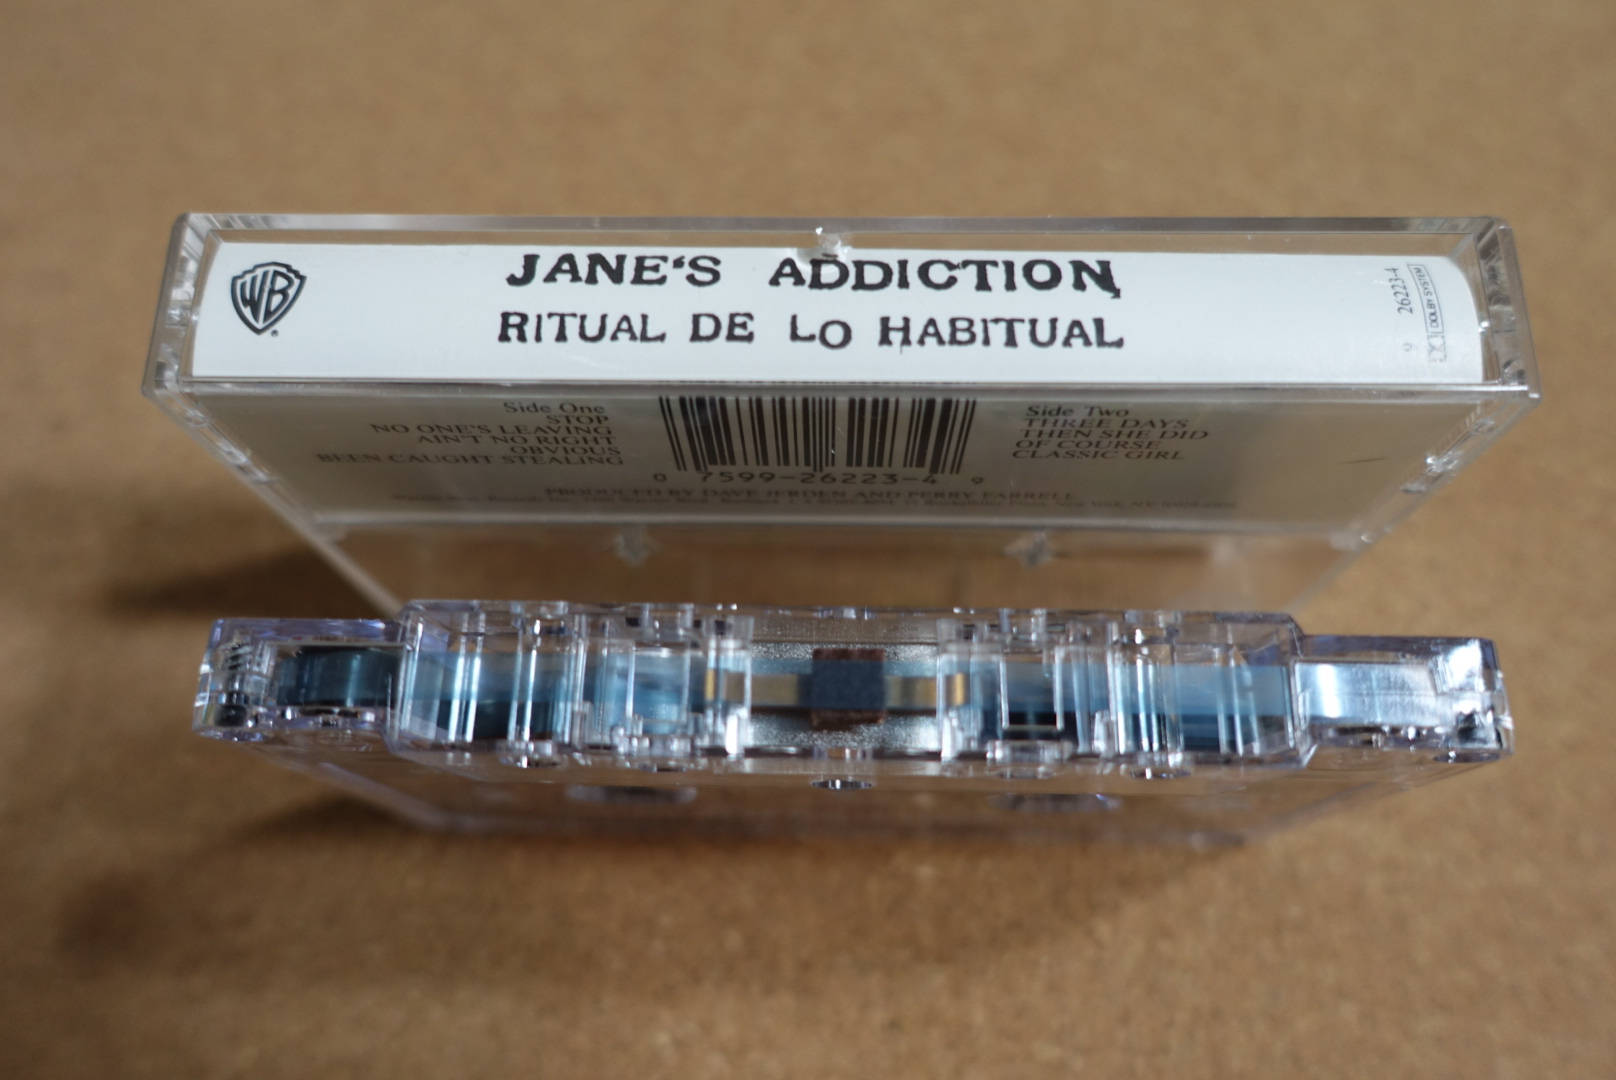 WB
®
JANE'S ADDICTION
RITUAL DE LO HABITUAL
9 26223-4
DOLBY SYSTEM
Side One
STOP
NO ONE'S LEAVING
AIN'T NO RIGHT
OBVIOUS
BEEN CAUGHT STEALING
0 7599-26223-4 9
Side Two
THREE DAYS
THEN SHE DID
OF COURSE
CLASSIC GIRL
PRODUCED BY DAVE JERDEN AND PERRY FARRELL